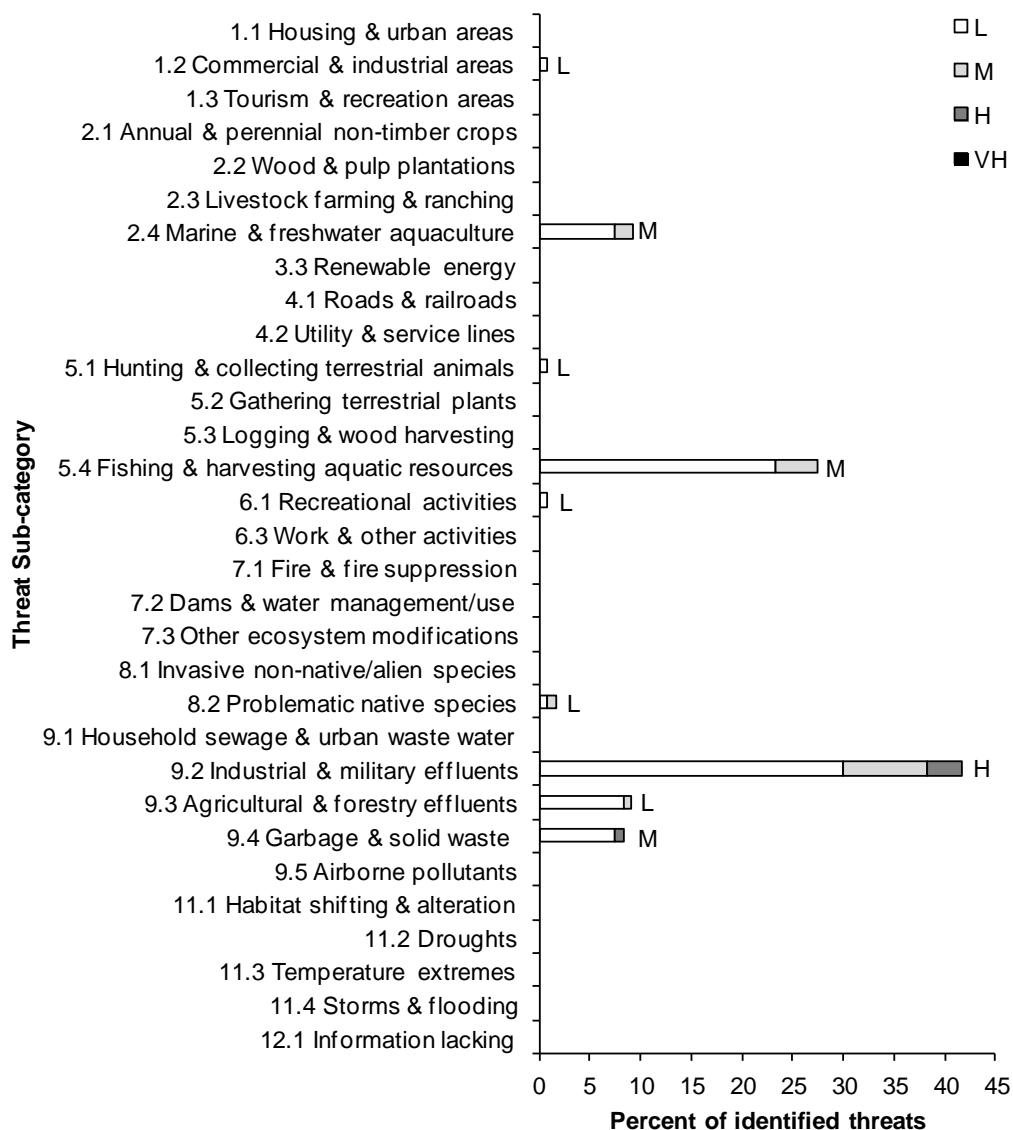 1.1 Housing & urban areas
1.2 Commercial & industrial areas
L
1.3 Tourism & recreation areas
2.1 Annual & perennial non-timber crops
2.2 Wood & pulp plantations
2.3 Livestock farming & ranching
2.4 Marine & freshwater aquaculture
M
3.3 Renewable energy
4.1 Roads & railroads
4.2 Utility & service lines
5.1 Hunting & collecting terrestrial animals
L
5.2 Gathering terrestrial plants
5.3 Logging & wood harvesting
5.4 Fishing & harvesting aquatic resources
M
6.1 Recreational activities
L
6.3 Work & other activities
7.1 Fire & fire suppression
7.2 Dams & water management/use
7.3 Other ecosystem modifications
8.1 Invasive non-native/alien species
8.2 Problematic native species
L
9.1 Household sewage & urban waste water
9.2 Industrial & military effluents
H
9.3 Agricultural & forestry effluents
L
9.4 Garbage & solid waste
M
9.5 Airborne pollutants
11.1 Habitat shifting & alteration
11.2 Droughts
11.3 Temperature extremes
11.4 Storms & flooding
12.1 Information lacking
Threat Sub-category
0 5 10 15 20 25 30 35 40 45
Percent of identified threats
L
M
H
VH